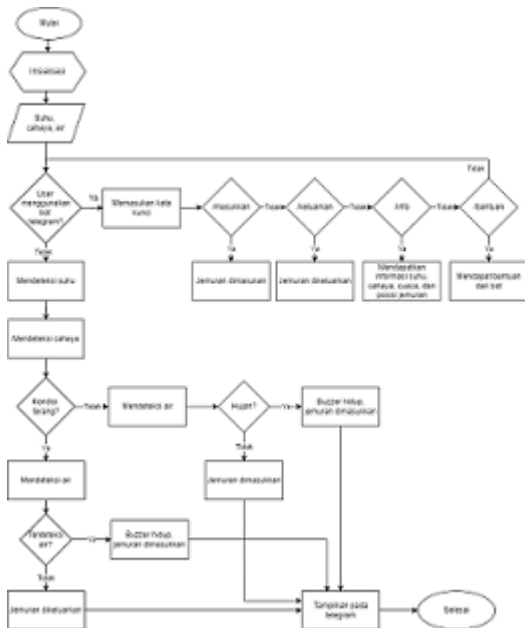 Mulai
Inisialisasi
Suhu,
cahaya, air
Tidak
User
menggunakan
bot
telegram?
Ya
Memasukan kata
kunci
/masukkan
Tidak
/keluarkan
Tidak
/info
Tidak
/bantuan
Tidak
Ya
Ya
Ya
Ya
Mendeteksi suhu
Jemuran dimasukan
Jemuran dikeluarkan
Mendapatkan
informasi suhu,
cahaya, cuaca, dan
posisi jemuran
Mendapat bantuan
dari bot
Mendeteksi cahaya
Kondisi
terang?
Tidak
Mendeteksi air
Hujan?
Ya
Buzzer hidup,
jemuran dimasukkan
Ya
Tidak
Mendeteksi air
Jemuran dimasukkan
Terdeteksi
air?
Ya
Buzzer hidup,
jemuran dimasukkan
Tidak
Jemuran dikeluarkan
Tampilkan pada
telegram
Selesai